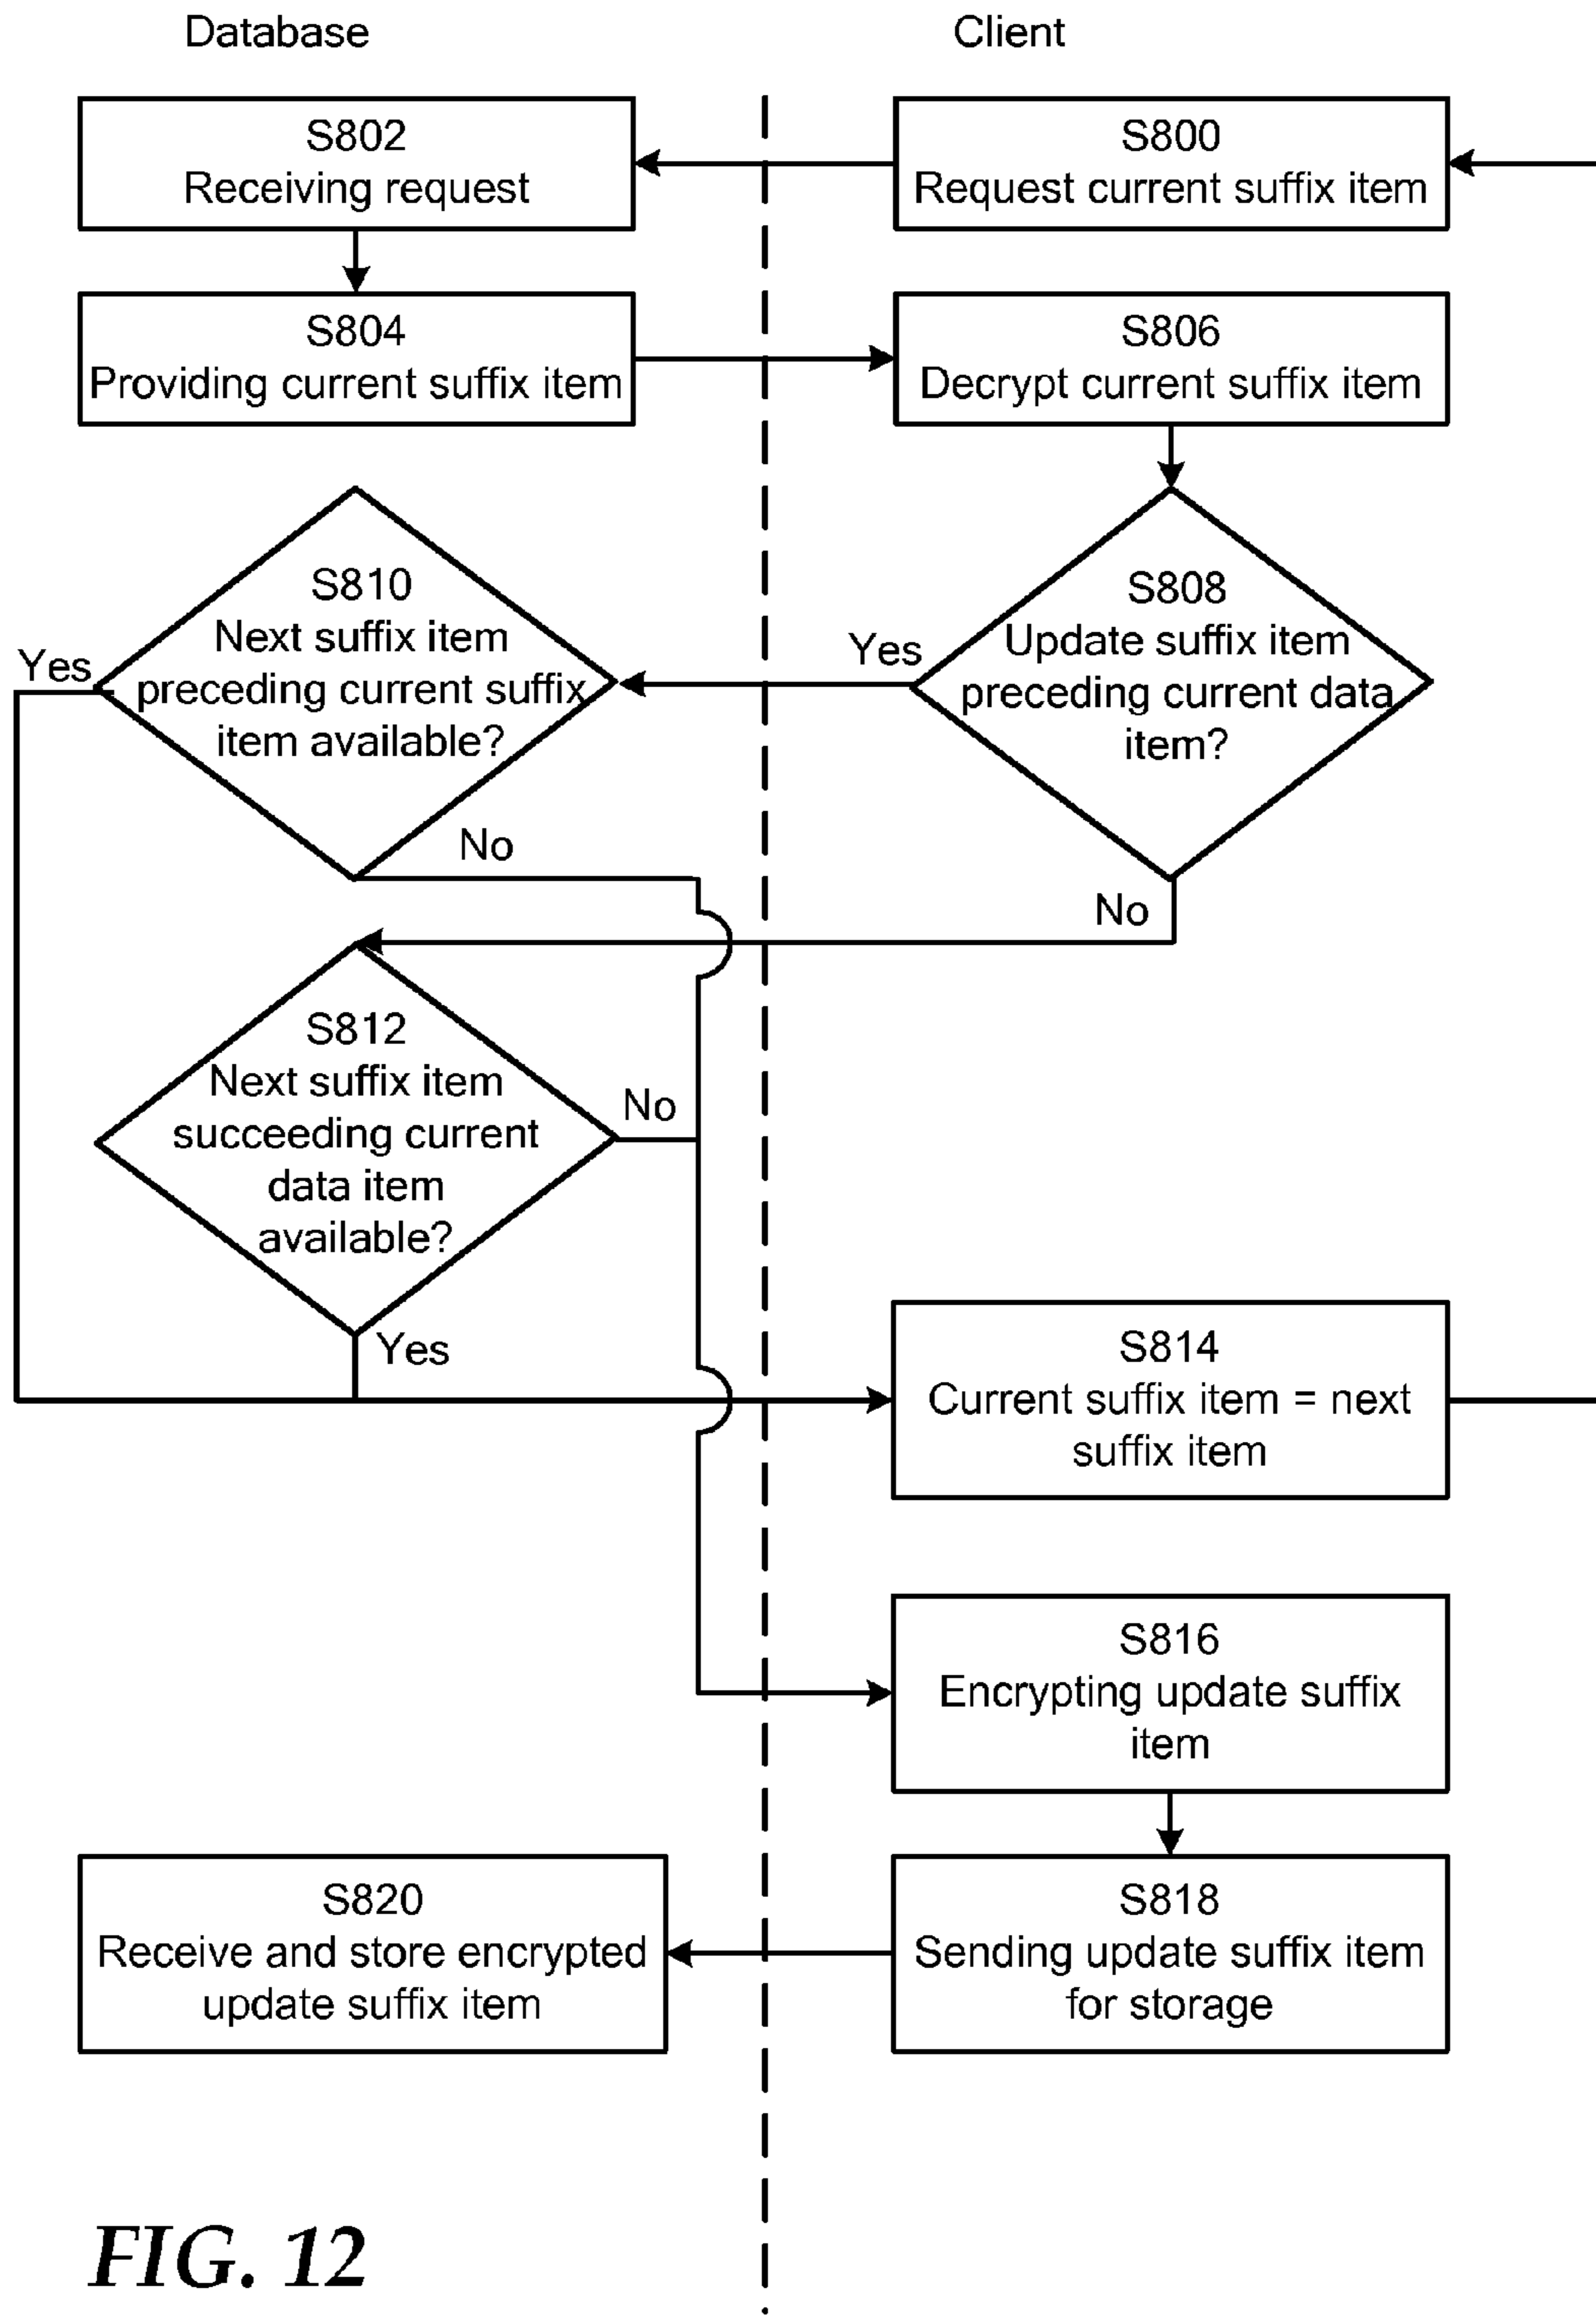 Database
Client
S802
Receiving request
S800
Request current suffix item
S804
Providing current suffix item
S806
Decrypt current suffix item
S810
Next suffix item
preceding current suffix
item available?
Yes
No
S808
Update suffix item
preceding current data
item?
Yes
No
S812
Next suffix item
succeeding current
data item
available?
No
Yes
S814
Current suffix item = next
suffix item
S816
Encrypting update suffix
item
S820
Receive and store encrypted
update suffix item
S818
Sending update suffix item
for storage
FIG. 12